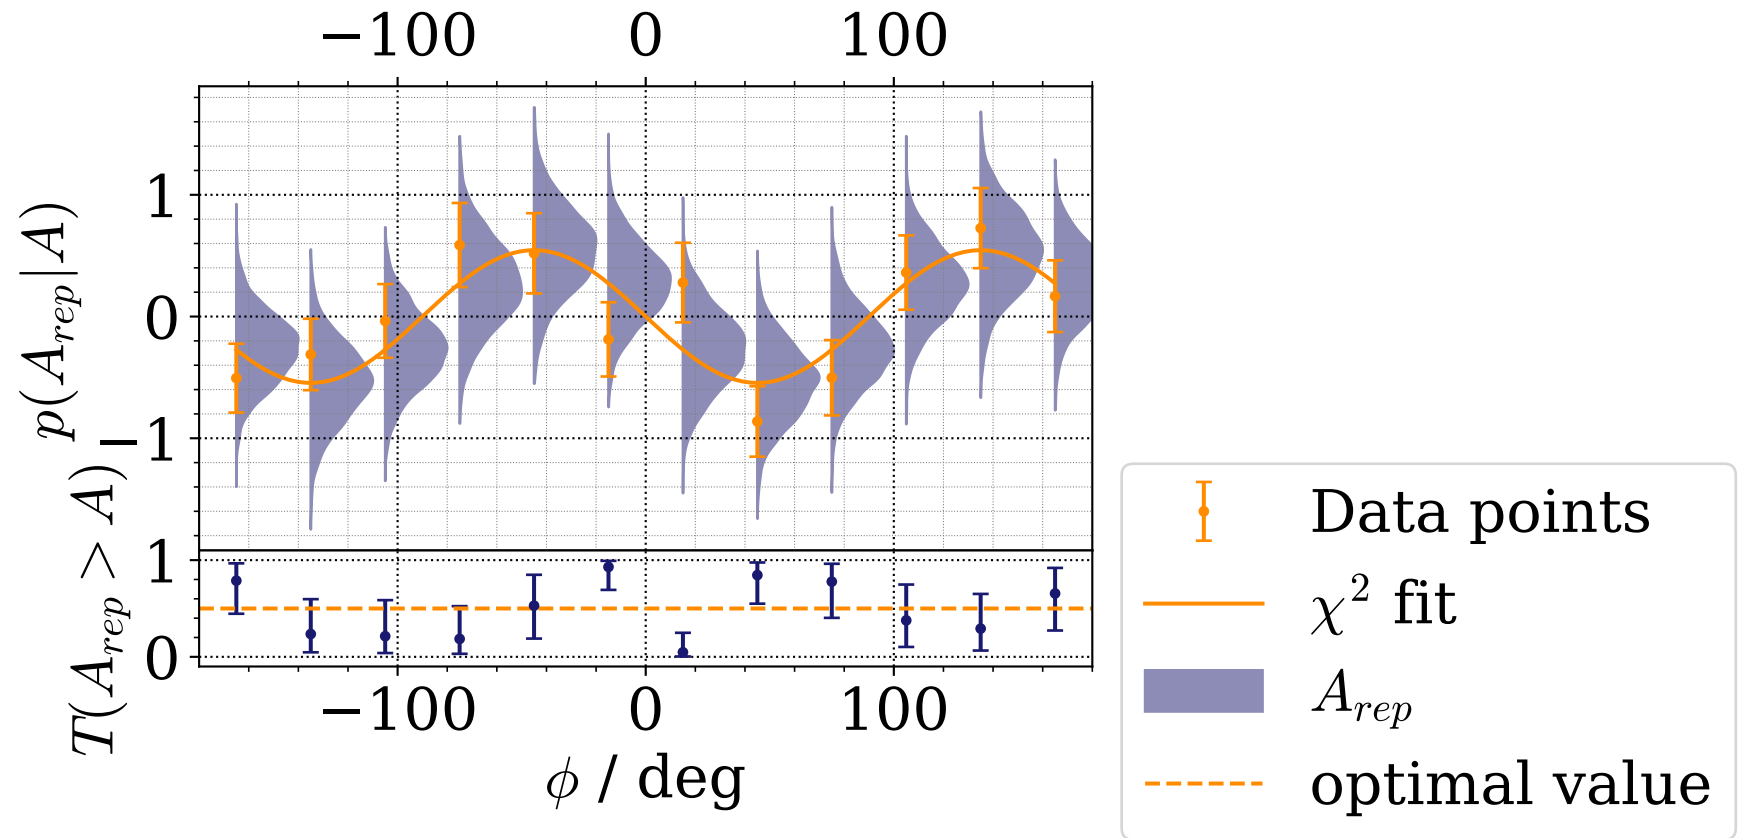 −100 0 100
1
0
−1
p(A_rep|A)
1
0
T(A_rep > A)
−100 0 100
ϕ / deg
Data points
χ² fit
A_rep
optimal value